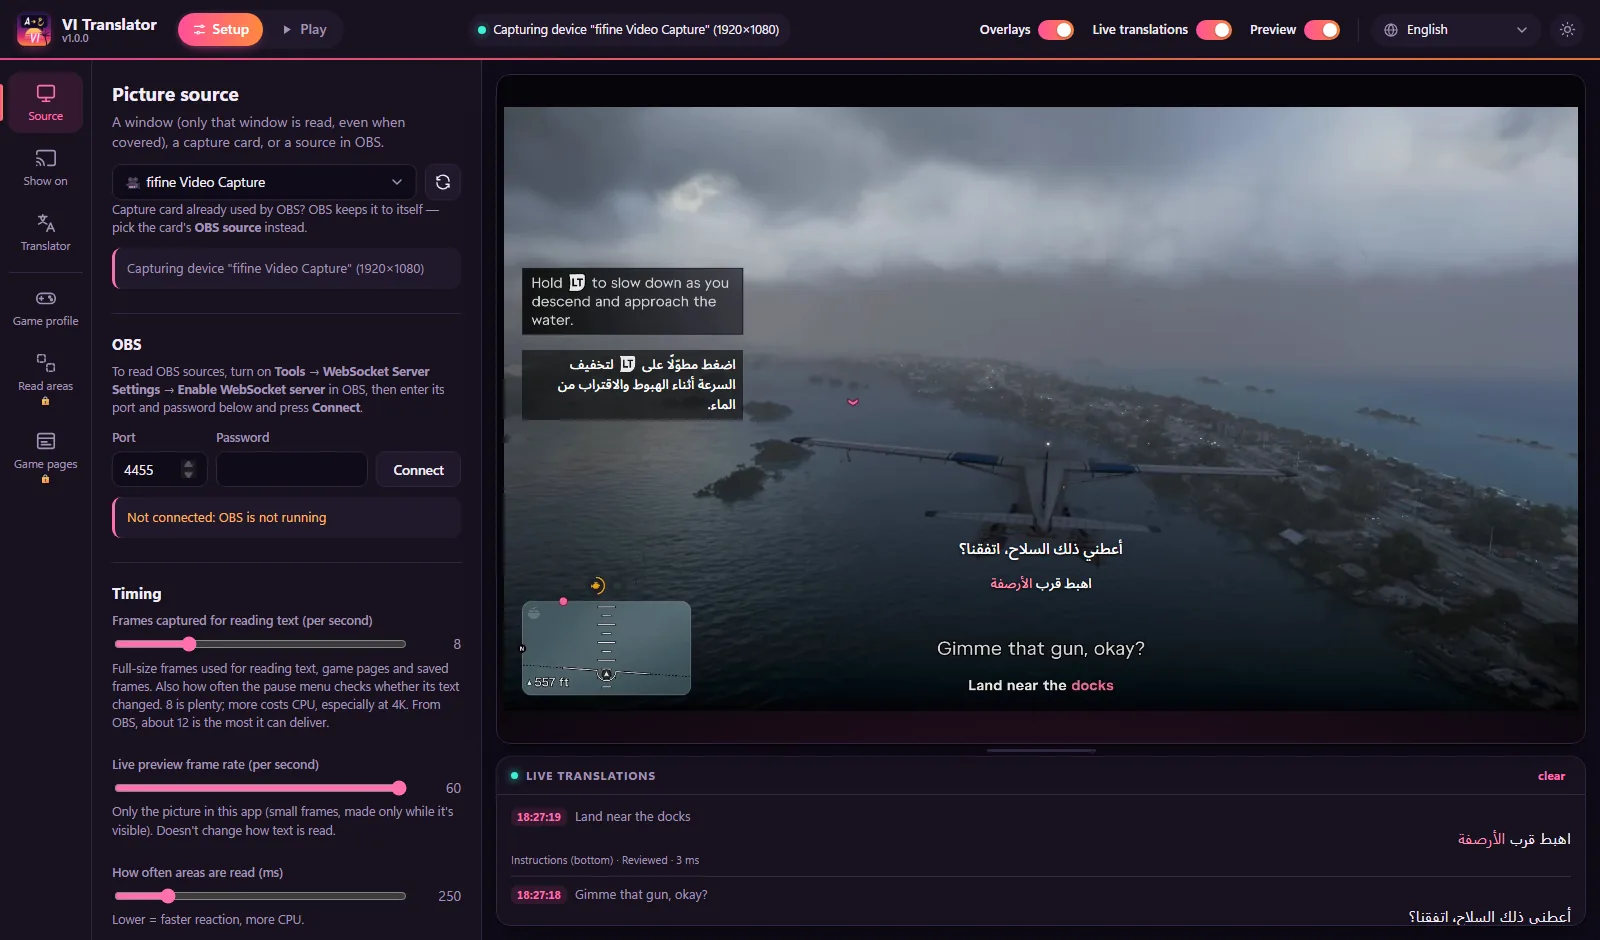 VI Translator
v1.0.0
Setup
Play
Capturing device "fifine Video Capture" (1920×1080)
Overlays
Live translations
Preview
English
Source
Show on
Translator
Game profile
Read areas
Game pages
Picture source
A window (only that window is read, even when
covered), a capture card, or a source in OBS.
fifine Video Capture
Capture card already used by OBS? OBS keeps it to itself —
pick the card's OBS source instead.
Capturing device "fifine Video Capture" (1920×1080)
OBS
To read OBS sources, turn on Tools → WebSocket Server
Settings → Enable WebSocket server in OBS, then enter its
port and password below and press Connect.
Port
Password
4455
Connect
Not connected: OBS is not running
Timing
Frames captured for reading text (per second)
8
Full-size frames used for reading text, game pages and saved
frames. Also how often the pause menu checks whether its text
changed. 8 is plenty; more costs CPU, especially at 4K. From
OBS, about 12 is the most it can deliver.
Live preview frame rate (per second)
60
Only the picture in this app (small frames, made only while it's
visible). Doesn't change how text is read.
How often areas are read (ms)
250
Lower = faster reaction, more CPU.
Hold LT to slow down as you
descend and approach the
water.
اضغط مطوّلًا على LT لتخفيف
السرعة أثناء الهبوط والاقتراب من
الماء.
أعطني ذلك السلاح، اتفقنا؟
اهبط قرب الأرصفة
Gimme that gun, okay?
Land near the docks
N
557 ft
LIVE TRANSLATIONS
clear
18:27:19 Land near the docks
اهبط قرب الأرصفة
Instructions (bottom) · Reviewed · 3 ms
18:27:18 Gimme that gun, okay?
أعطني ذلك السلاح، اتفقنا؟